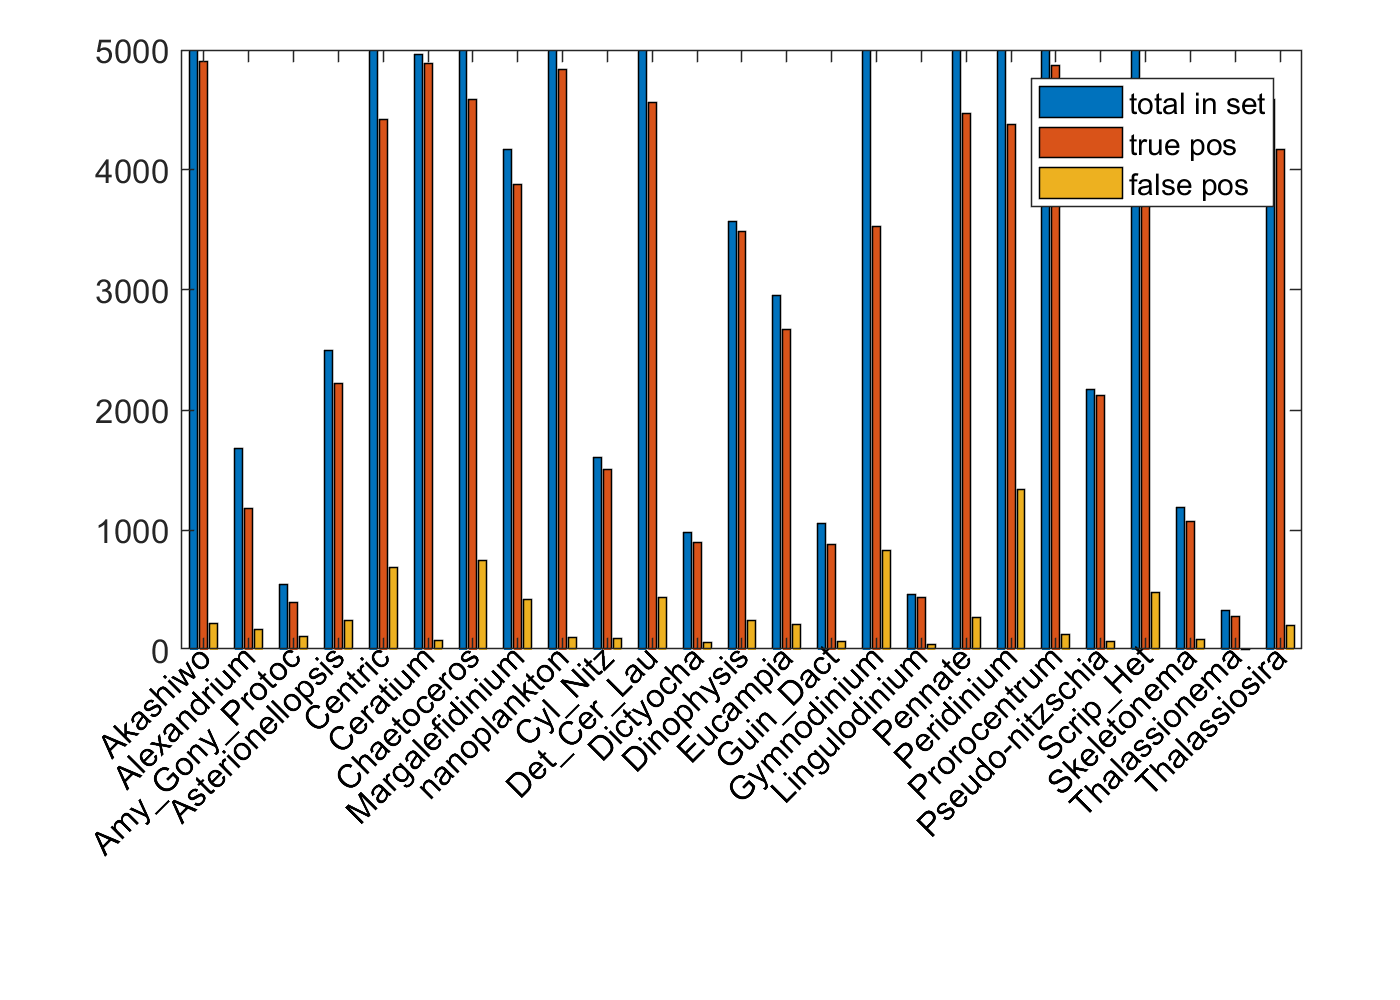 5000
4000
3000
2000
1000
0
total in set
true pos
false pos
Akashiwo
Alexandrium
Amy_Gony_Protoc
Asterionellopsis
Centric
Ceratium
Chaetoceros
Margalefidinium
nanoplankton
Cyl_Nitz
Det_Cer_Lau
Dictyocha
Dinophysis
Eucampia
Guin_Dact
Gymnodinium
Lingulodinium
Pennate
Peridinium
Prorocentrum
Pseudo-nitzschia
Scrip_Het
Skeletonema
Thalassionema
Thalassiosira